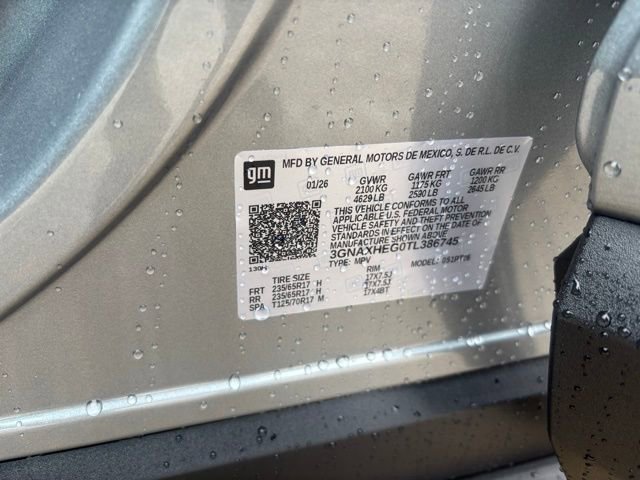 gm
MFD BY GENERAL MOTORS DE MEXICO, S. DE R.L. DE C.V.
01/26 GVWR GAWR FRT GAWR RR
2100 KG 1175 KG 1200 KG
4629 LB 2590 LB 2645 LB
THIS VEHICLE CONFORMS TO ALL
APPLICABLE U.S. FEDERAL MOTOR
VEHICLE SAFETY AND THEFT PREVENTION
STANDARDS IN EFFECT ON THE DATE OF
MANUFACTURE SHOWN ABOVE.
3GNAXHEG0TL386745
TYPE: MPV MODEL:
130H
TIRE SIZE RIM
FRT 235/65R17 H 17X7.5J
RR 235/65R17 H 17X7.5J
SPA T125/70R17 M 17X4BT